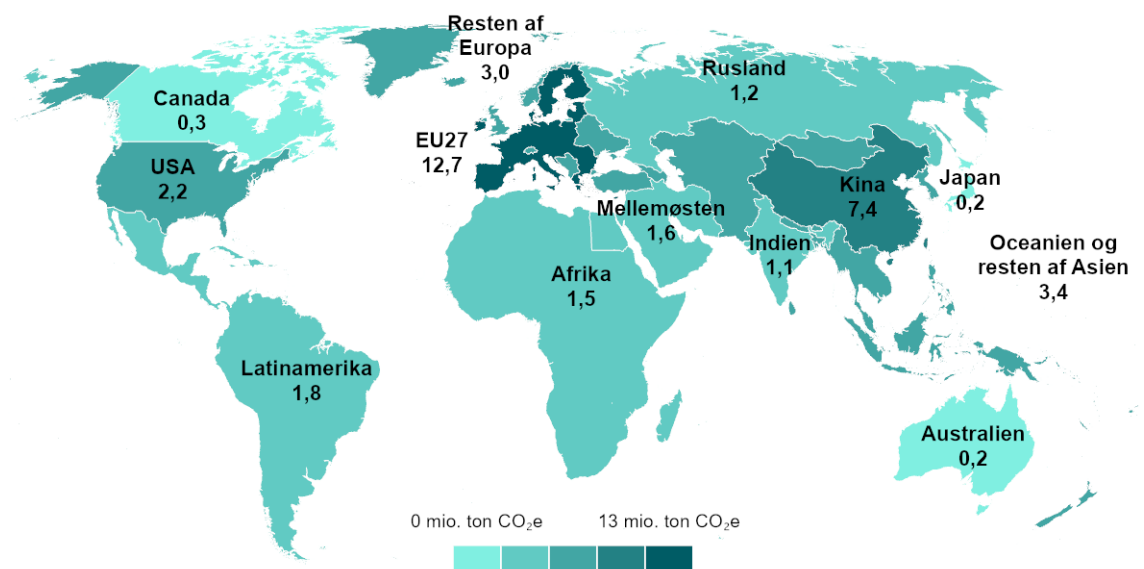 Resten af
Europa
3,0
Rusland
1,2
Canada
0,3
EU27
12,7
USA
2,2
Kina
7,4
Japan
0,2
Mellemøsten
1,6
Indien
1,1
Oceanien og
resten af Asien
3,4
Afrika
1,5
Latinamerika
1,8
Australien
0,2
0 mio. ton CO₂e
13 mio. ton CO₂e